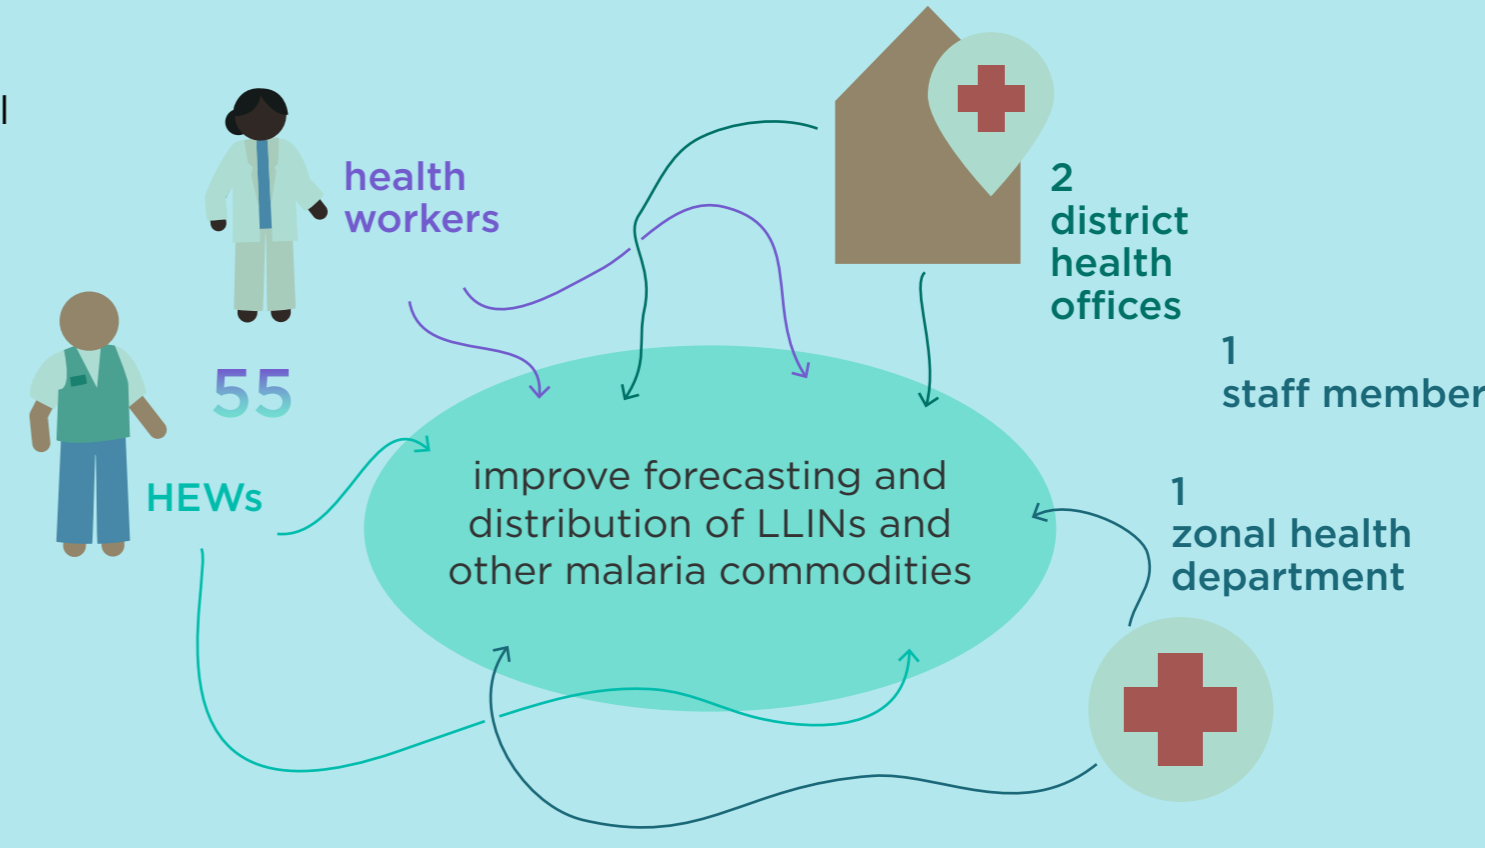 health
workers
55
HEWs
2
district
health
offices
1
staff member
1
zonal health
department
improve forecasting and
distribution of LLINs and
other malaria commodities